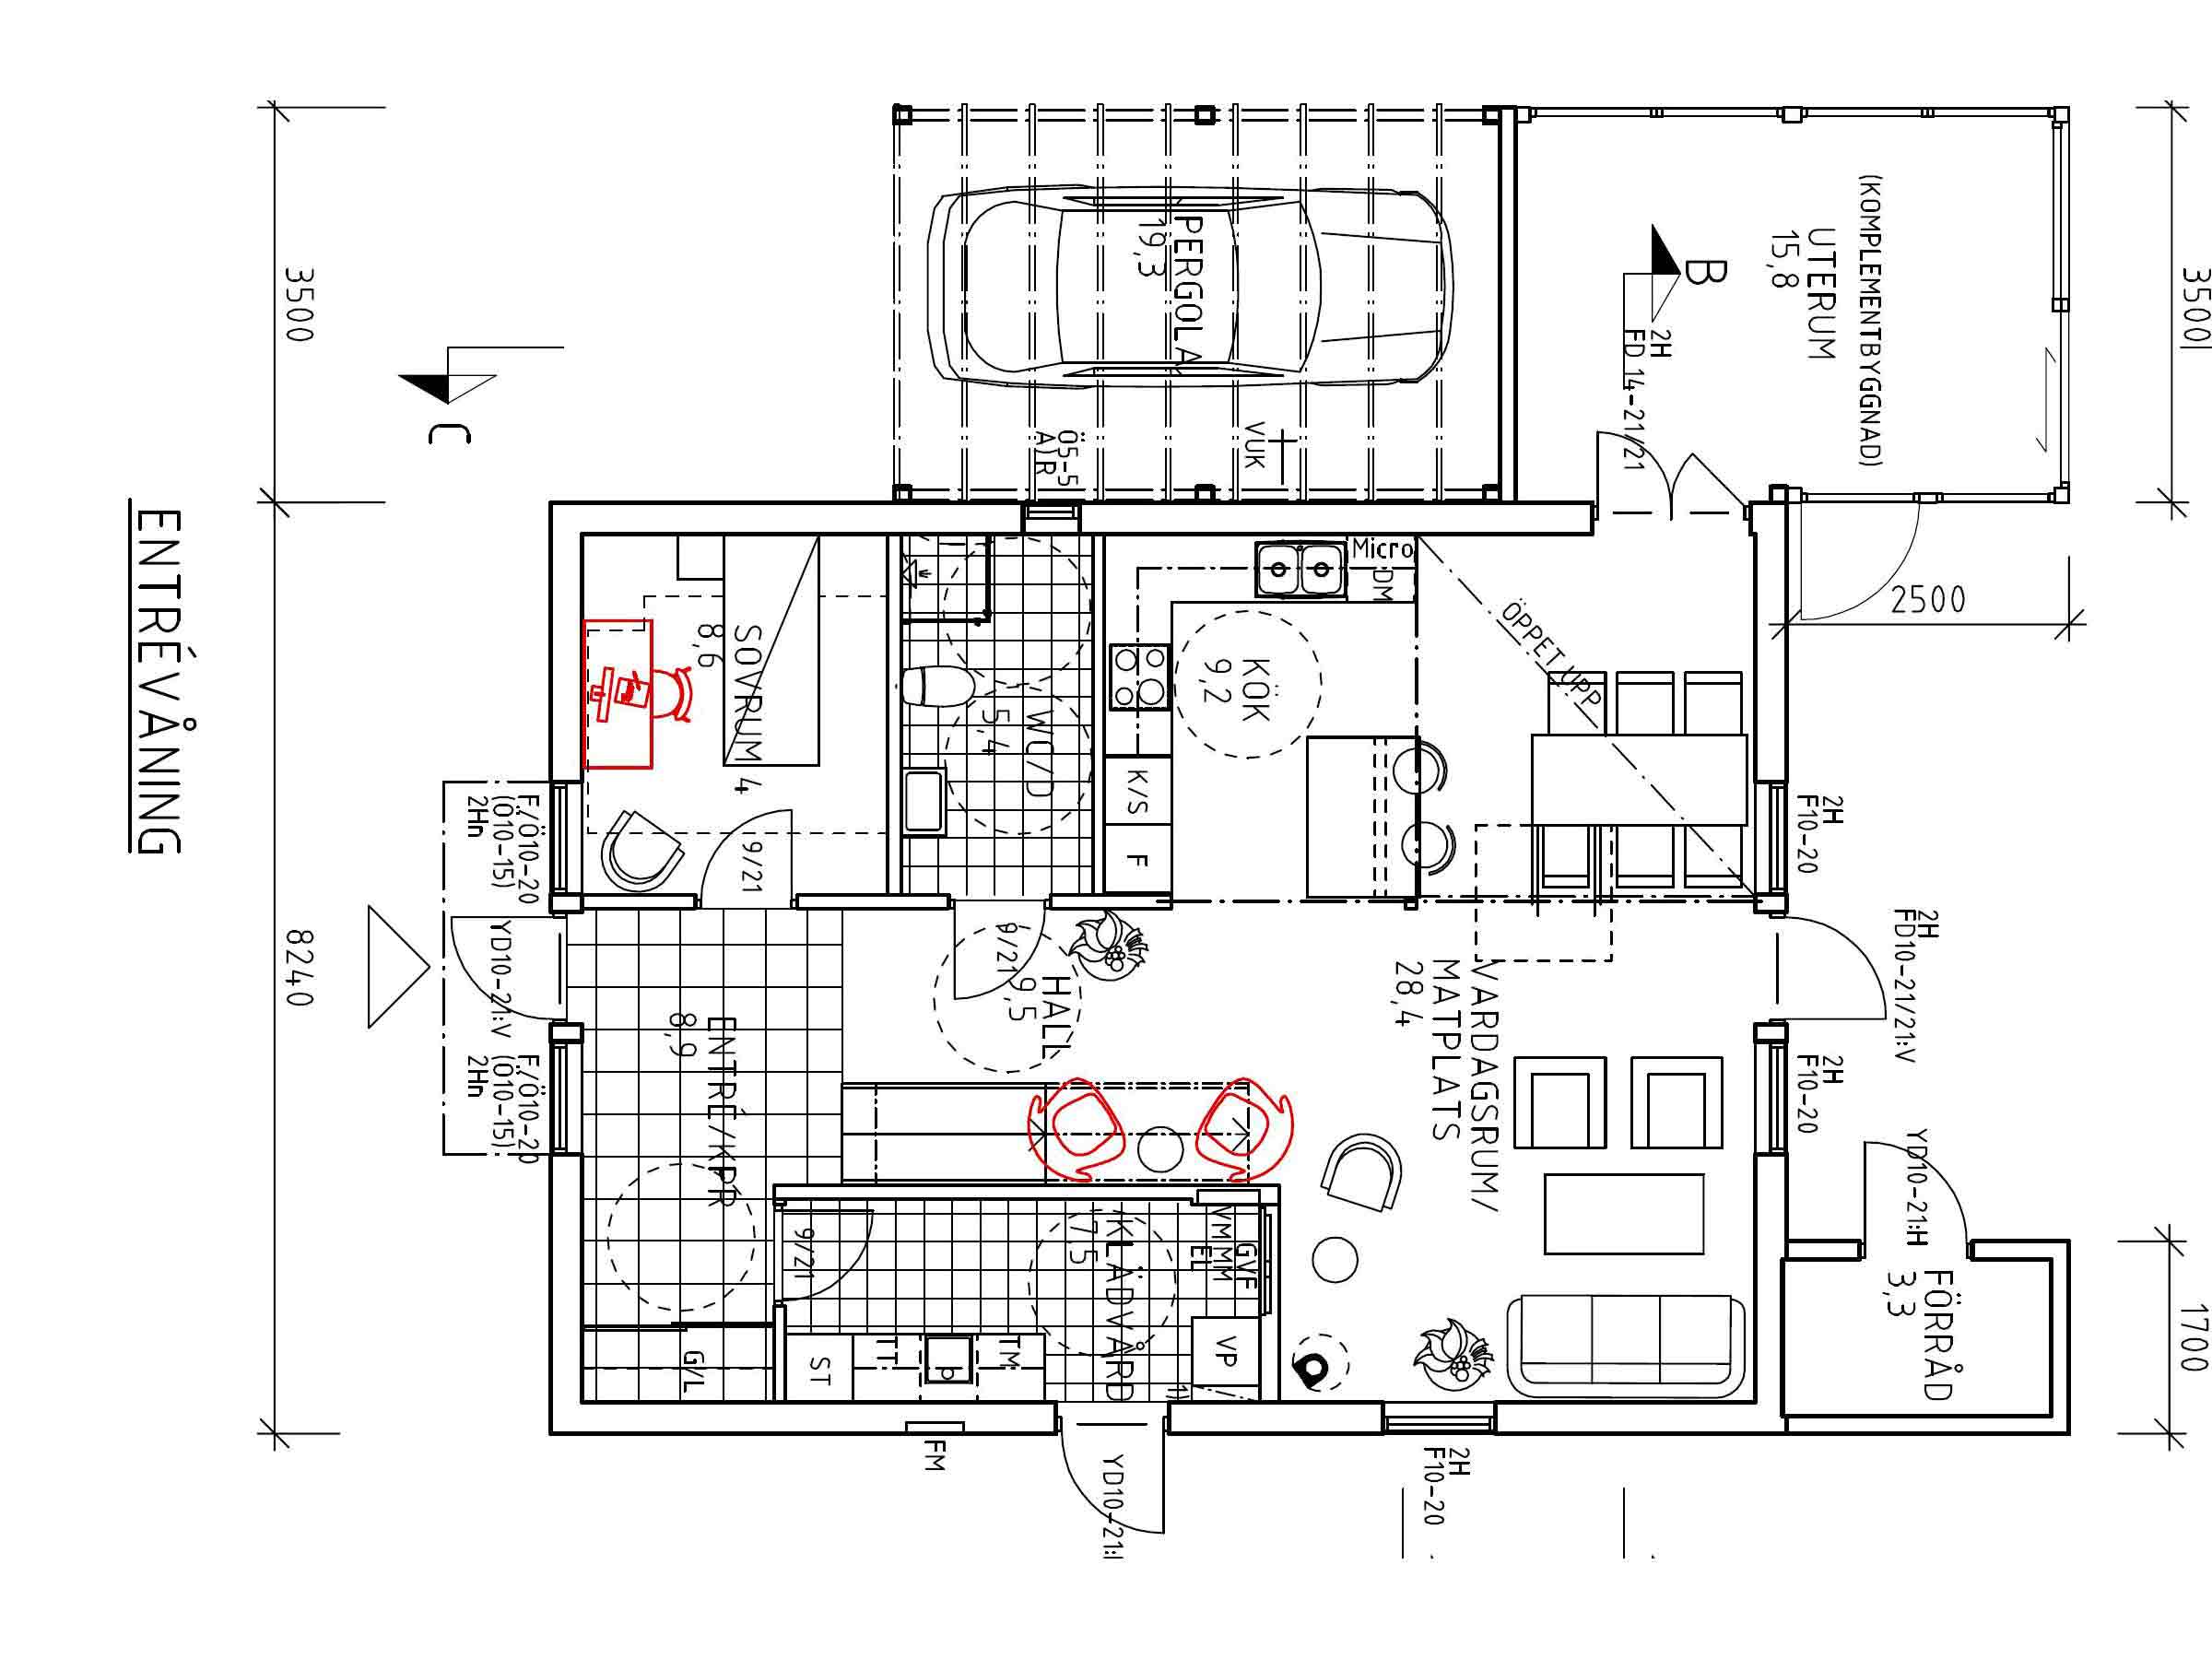 ENTRÉVÅNING
3500
8240
C
B
PERGOLA
19,3
(KOMPLEMENTBYGGNAD)
UTERUM
15,8
3500
2500
1700
2H
FD 14-21/21
VUK
Ö5-5
A)R
SOVRUM 4
8,6
9/21
WC/D
5,4
9/21
KÖK
9,2
Micro
DM
K/S
F
ÖPPET UPP
2H
F10-20
2H
FD10-21/21:V
2H
F10-20
YD10-21:H
FÖRRÅD
3,3
VARDAGSRUM/
MATPLATS
28,4
HALL
9,5
ENTRÉ/KPR
8,9
F/Ö10-20
(Ö10-15)
2Hn
YD10-21:V
F/Ö10-20
(Ö10-15)
2Hn
9/21
KLÄDVÅRD
7,5
GVF
VMMM
EL
VP
G/L
ST
TT
TM
FM
YD10-21:
2H
F10-20